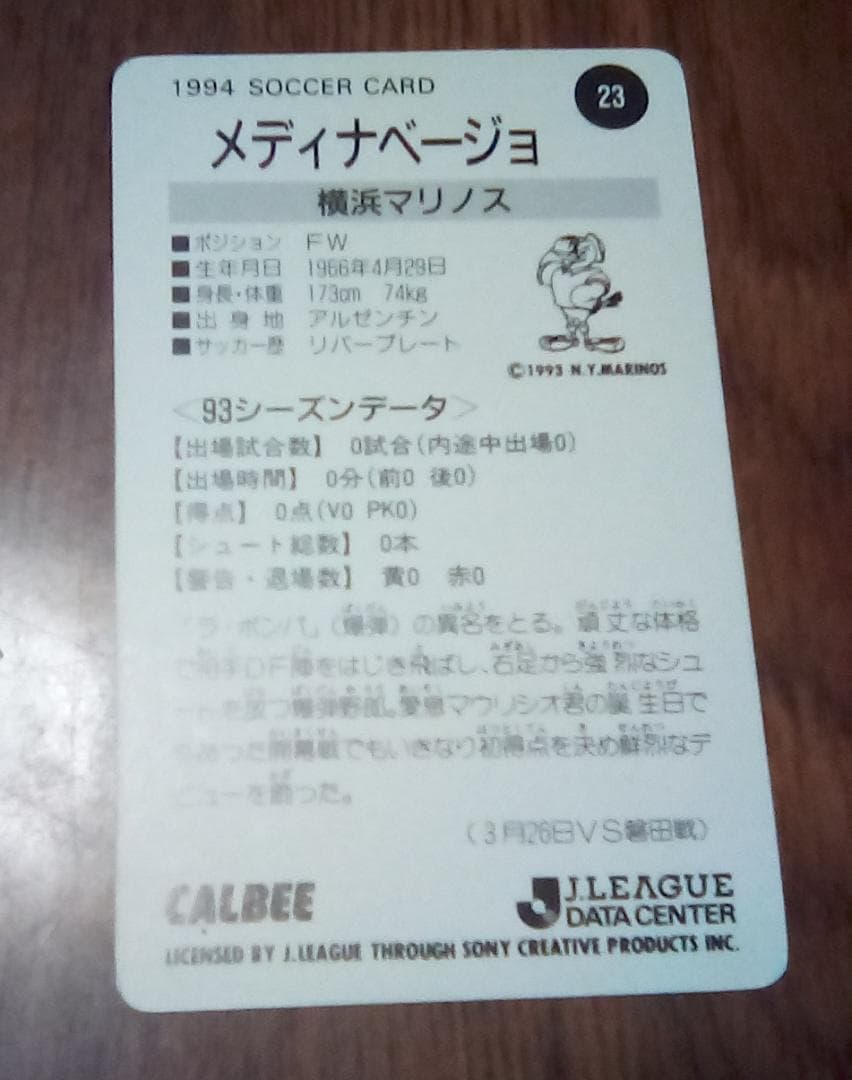 1994 SOCCER CARD
23
メディナベージョ
横浜マリノス
■ポジション FW
■生年月日 1966年4月29日
■身長・体重 173cm 74kg
■出身地 アルゼンチン
■サッカー歴 リバープレート
©1993 N.Y.MARINOS
<93シーズンデータ>
【出場試合数】 0試合(内途中出場0)
【出場時間】 0分(前0 後0)
【得点】 0点(V0 PK0)
【シュート総数】 0本
【警告・退場数】 黄0 赤0
「ラ・ボンバ」(爆弾)の異名をとる。頑丈な体格
で相手DF陣をはじき飛ばし、右足から強烈なシュ
ートを放つ爆弾野郎。愛息マウリシオ君の誕生日で
もあった開幕戦でもいきなり初得点を決め鮮烈なデ
ビューを飾った。
(3月26日VS磐田戦)
CALBEE
J.LEAGUE
DATA CENTER
LICENSED BY J.LEAGUE THROUGH SONY CREATIVE PRODUCTS INC.